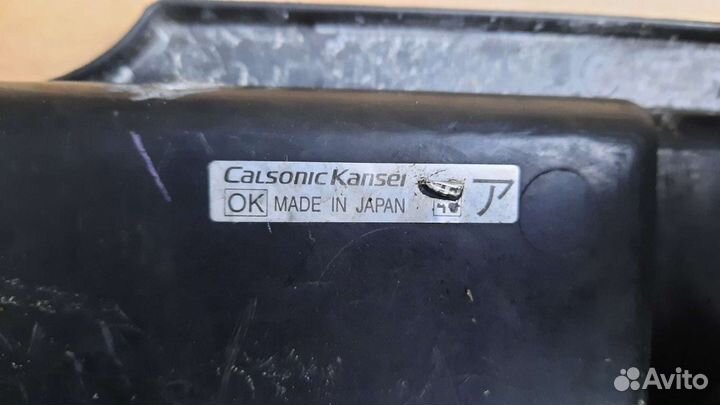 Calsonic Kansei
OK MADE IN JAPAN ア
Avito